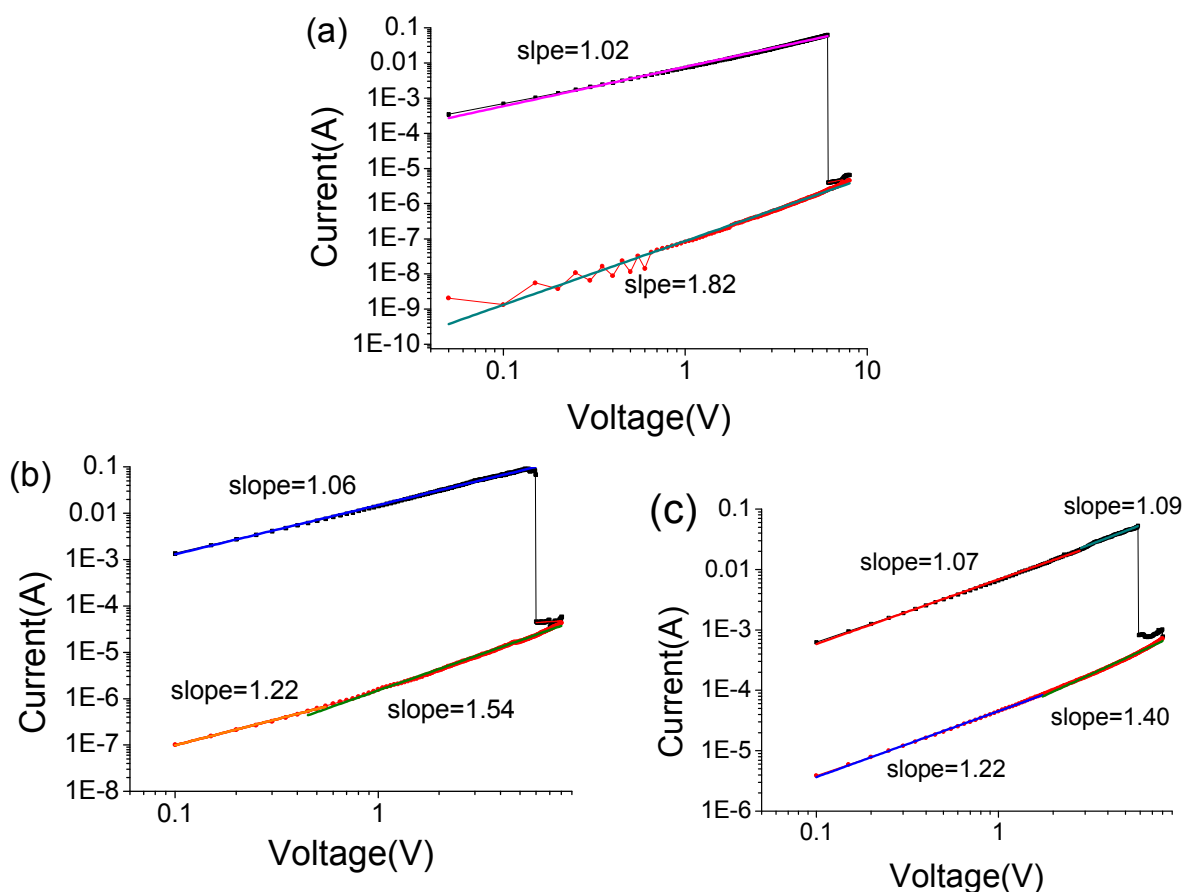 (a)
slpe=1.02
slpe=1.82
Current(A)
0.1
0.01
1E-3
1E-4
1E-5
1E-6
1E-7
1E-8
1E-9
1E-10
0.1
1
10
Voltage(V)
(b)
slope=1.06
slope=1.22
slope=1.54
Current(A)
0.1
0.01
1E-3
1E-4
1E-5
1E-6
1E-7
1E-8
0.1
1
Voltage(V)
(c)
slope=1.09
slope=1.07
slope=1.40
slope=1.22
Current(A)
0.1
0.01
1E-3
1E-4
1E-5
1E-6
0.1
1
Voltage(V)